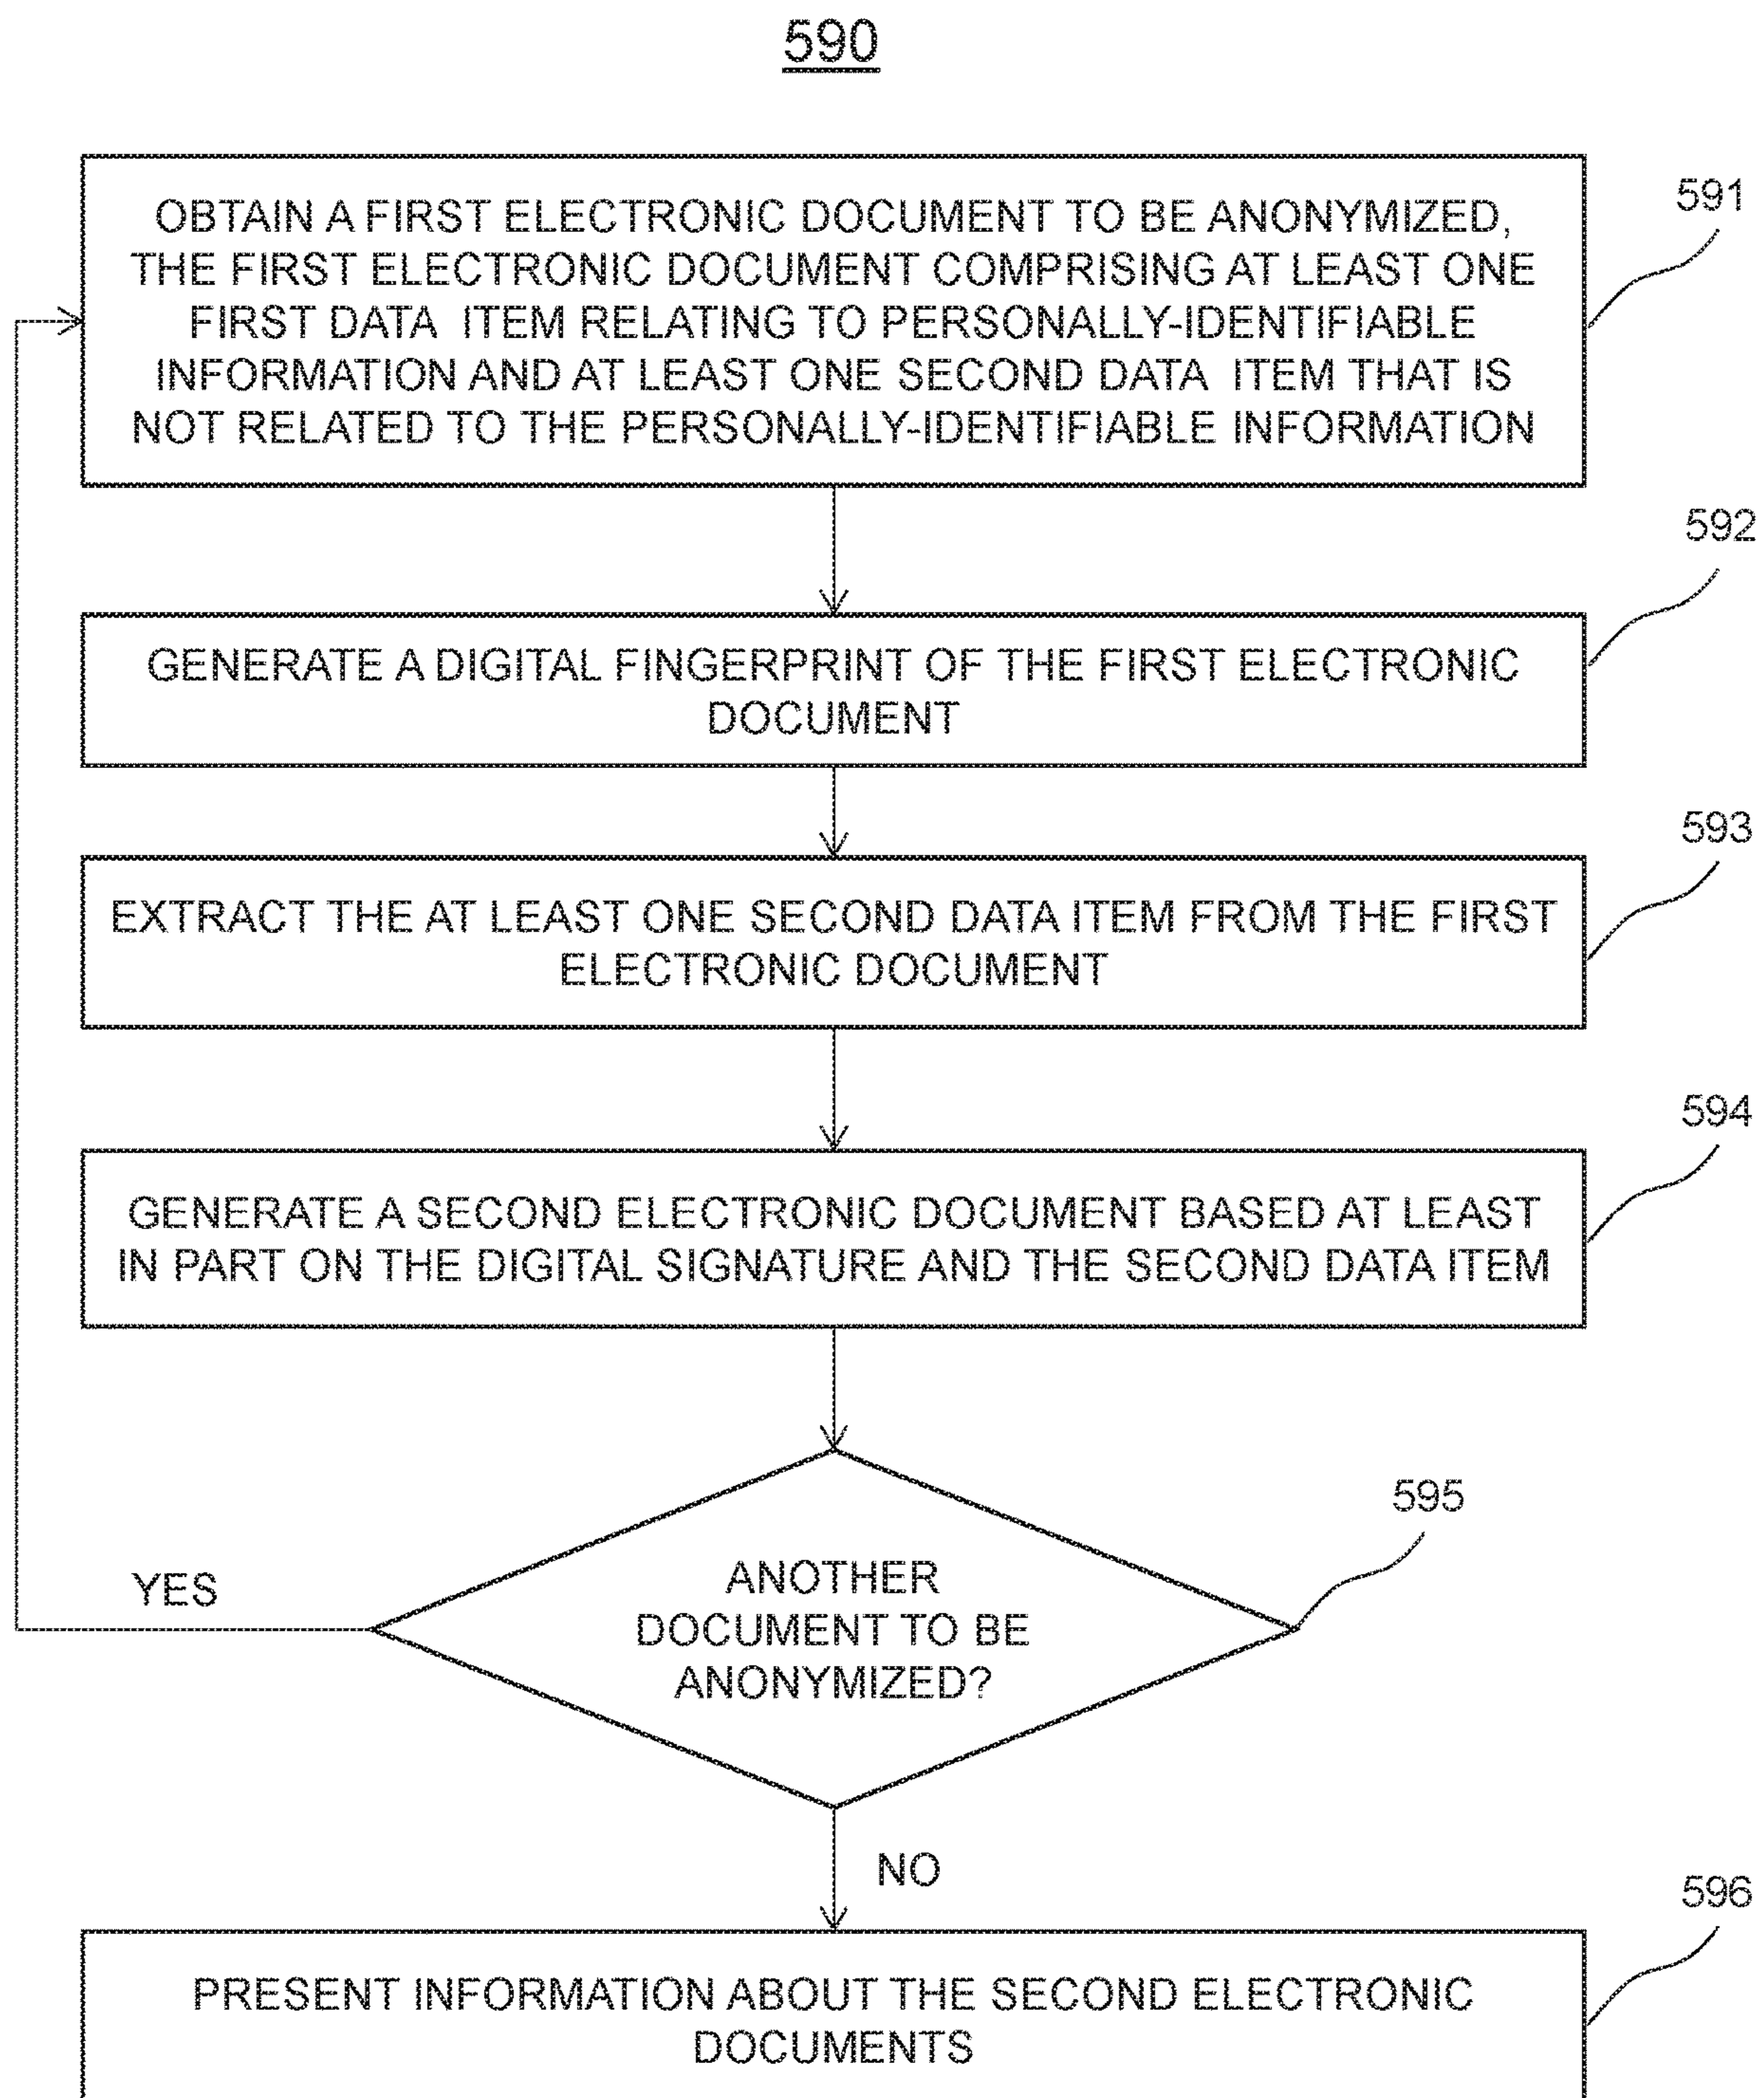 590
OBTAIN A FIRST ELECTRONIC DOCUMENT TO BE ANONYMIZED,
THE FIRST ELECTRONIC DOCUMENT COMPRISING AT LEAST ONE
FIRST DATA ITEM RELATING TO PERSONALLY-IDENTIFIABLE
INFORMATION AND AT LEAST ONE SECOND DATA ITEM THAT IS
NOT RELATED TO THE PERSONALLY-IDENTIFIABLE INFORMATION
591
592
GENERATE A DIGITAL FINGERPRINT OF THE FIRST ELECTRONIC
DOCUMENT
593
EXTRACT THE AT LEAST ONE SECOND DATA ITEM FROM THE FIRST
ELECTRONIC DOCUMENT
594
GENERATE A SECOND ELECTRONIC DOCUMENT BASED AT LEAST
IN PART ON THE DIGITAL SIGNATURE AND THE SECOND DATA ITEM
595
ANOTHER
DOCUMENT TO BE
ANONYMIZED?
YES
NO
596
PRESENT INFORMATION ABOUT THE SECOND ELECTRONIC
DOCUMENTS